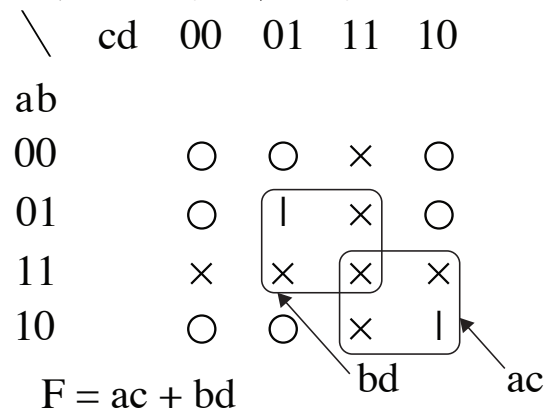 \ cd 00 01 11 10
ab
00 O O × O
01 O | × O
11 × × × ×
10 O O × |
bd ac
F = ac + bd